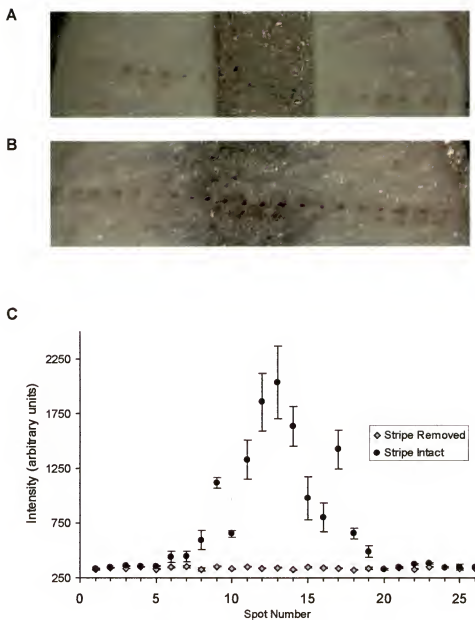 A
B
C
Intensity (arbitrary units)
2250
1750
1250
750
250
0
5
10
15
20
25
Spot Number
Stripe Removed
Stripe Intact